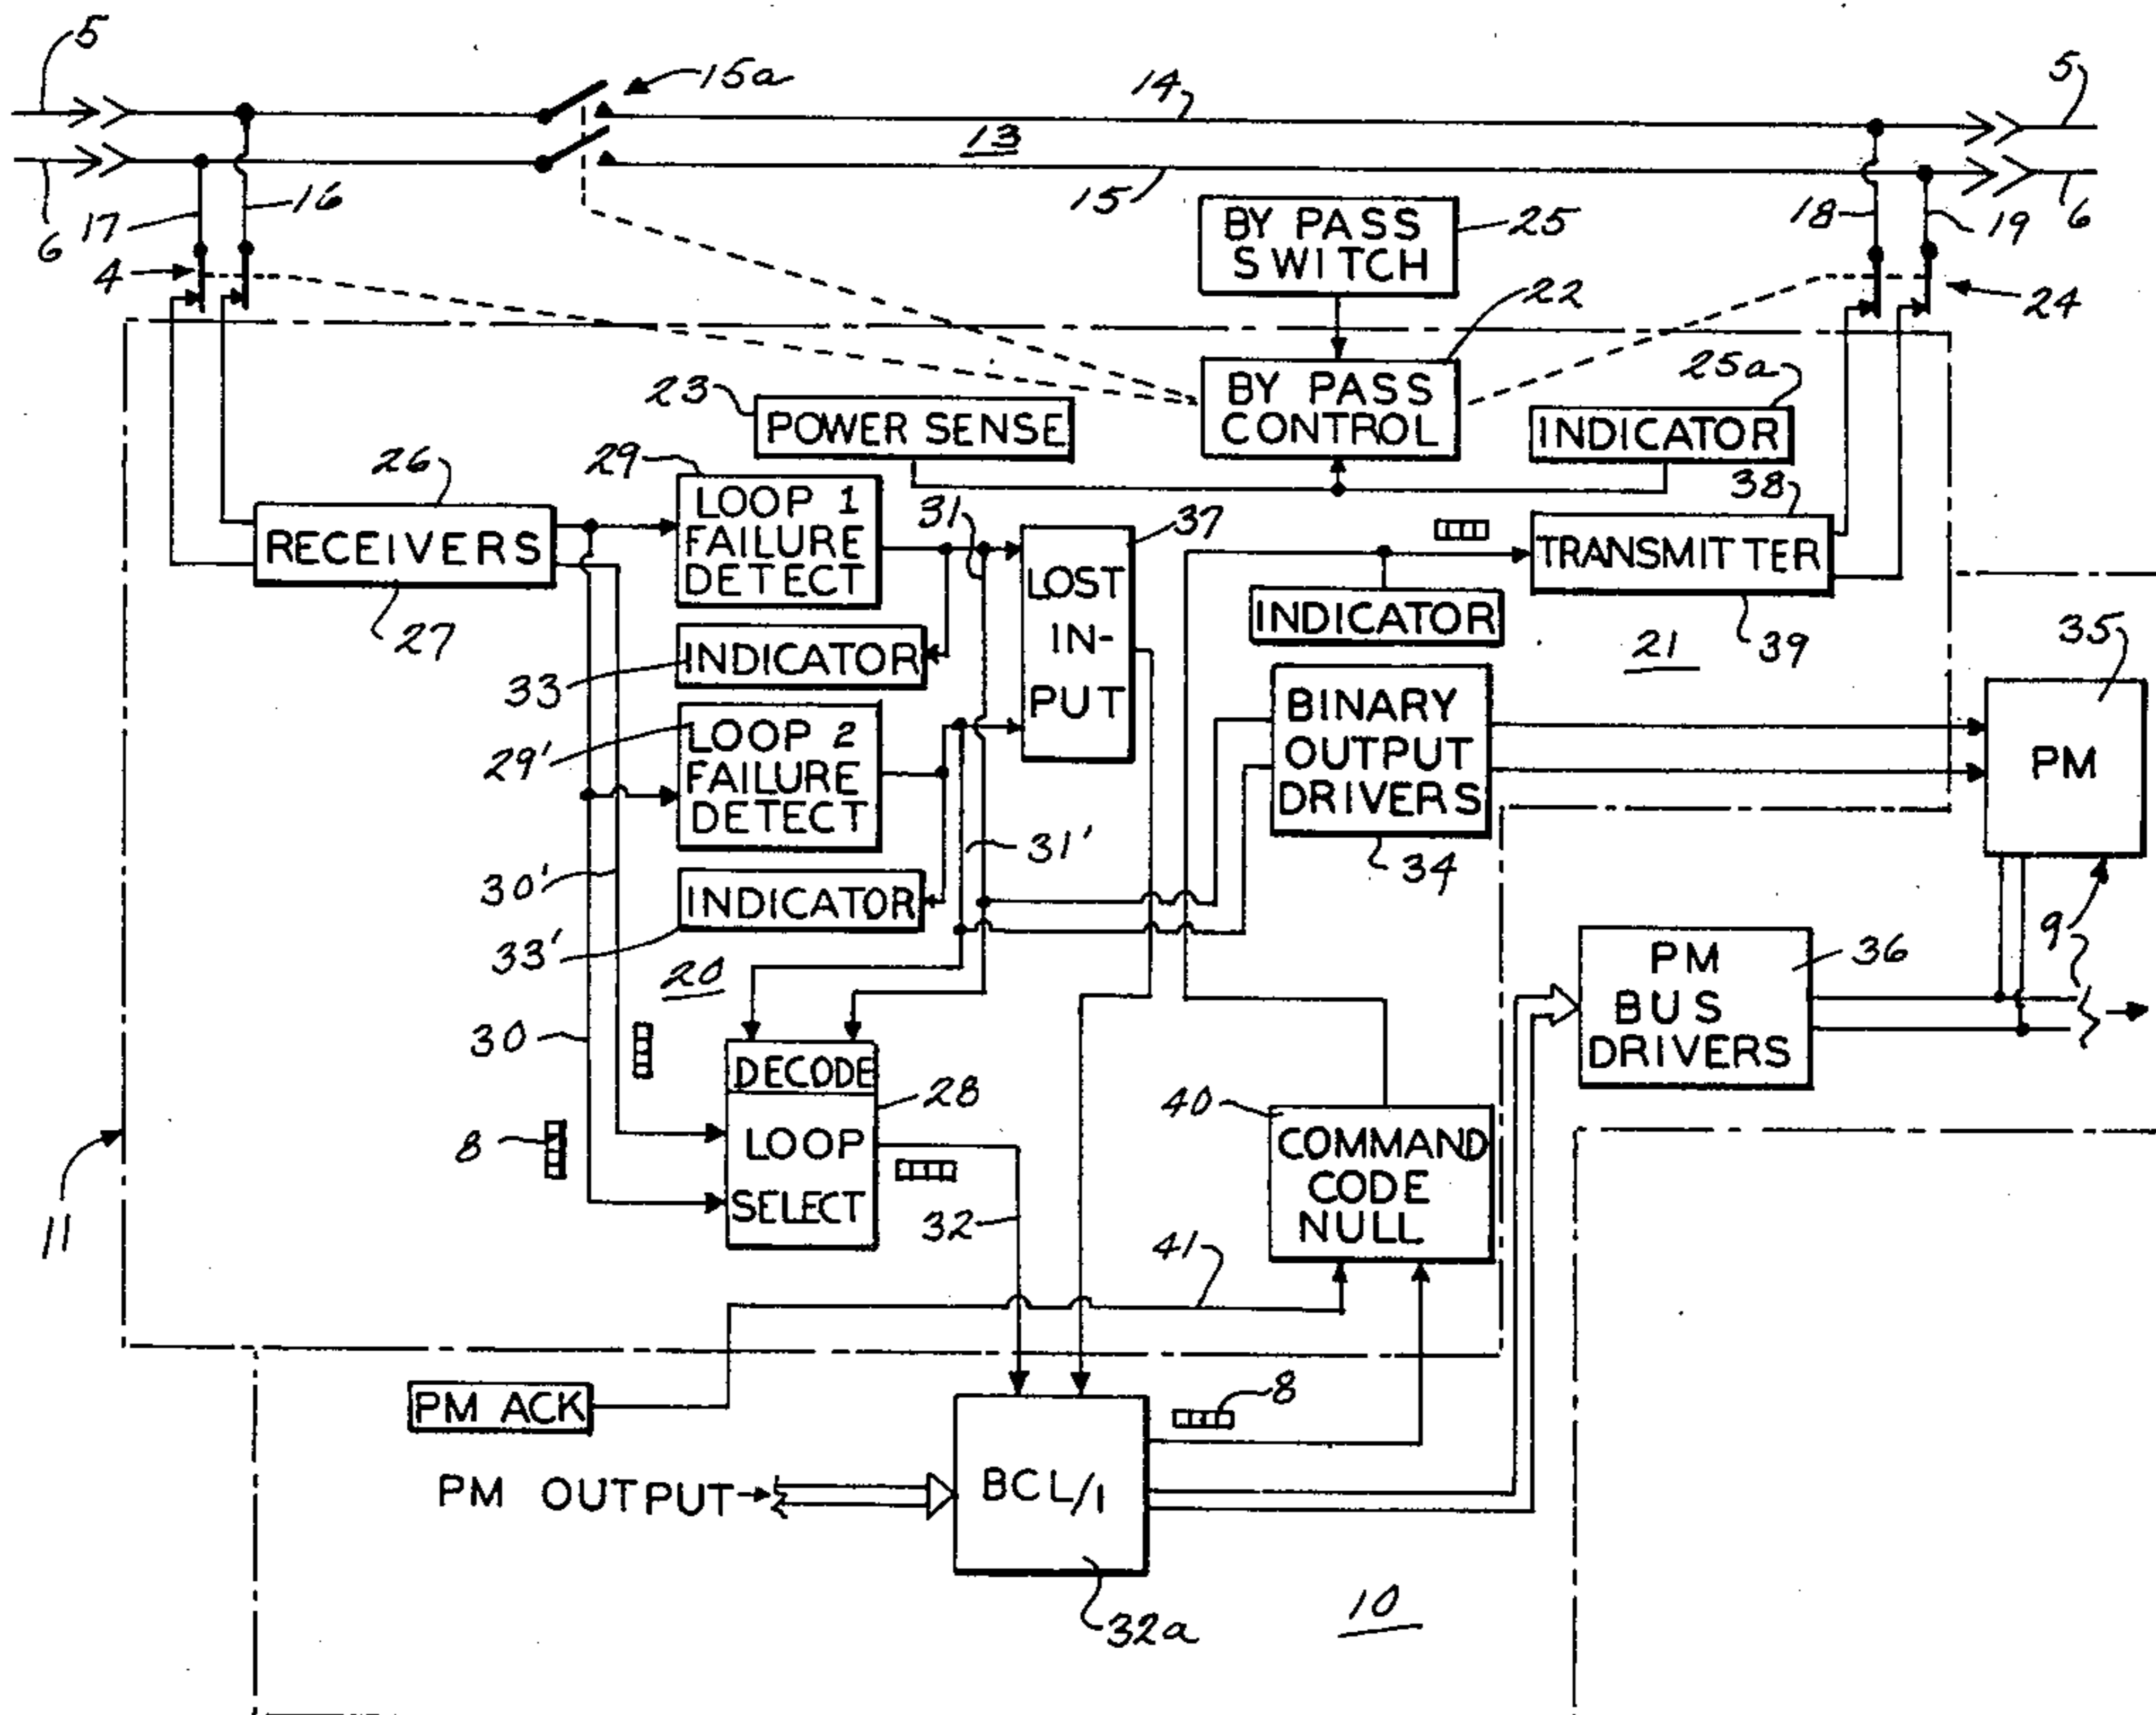 5
15a
14
5
13
6
17
16
15
BY PASS
SWITCH
25
18
19
6
4
22
24
23
POWER SENSE
BY PASS
CONTROL
25a
INDICATOR
26
29
LOOP 1
FAILURE
DETECT
31
37
38
RECEIVERS
27
LOST
IN-
PUT
TRANSMITTER
INDICATOR
21
39
35
33
INDICATOR
29'
LOOP 2
FAILURE
DETECT
BINARY
OUTPUT
DRIVERS
PM
31'
34
30'
INDICATOR
33'
20
9
PM
BUS
DRIVERS
36
30
DECODE
28
LOOP
SELECT
8
32
40
COMMAND
CODE
NULL
11
41
PM ACK
8
PM OUTPUT
BCL/1
32a
10